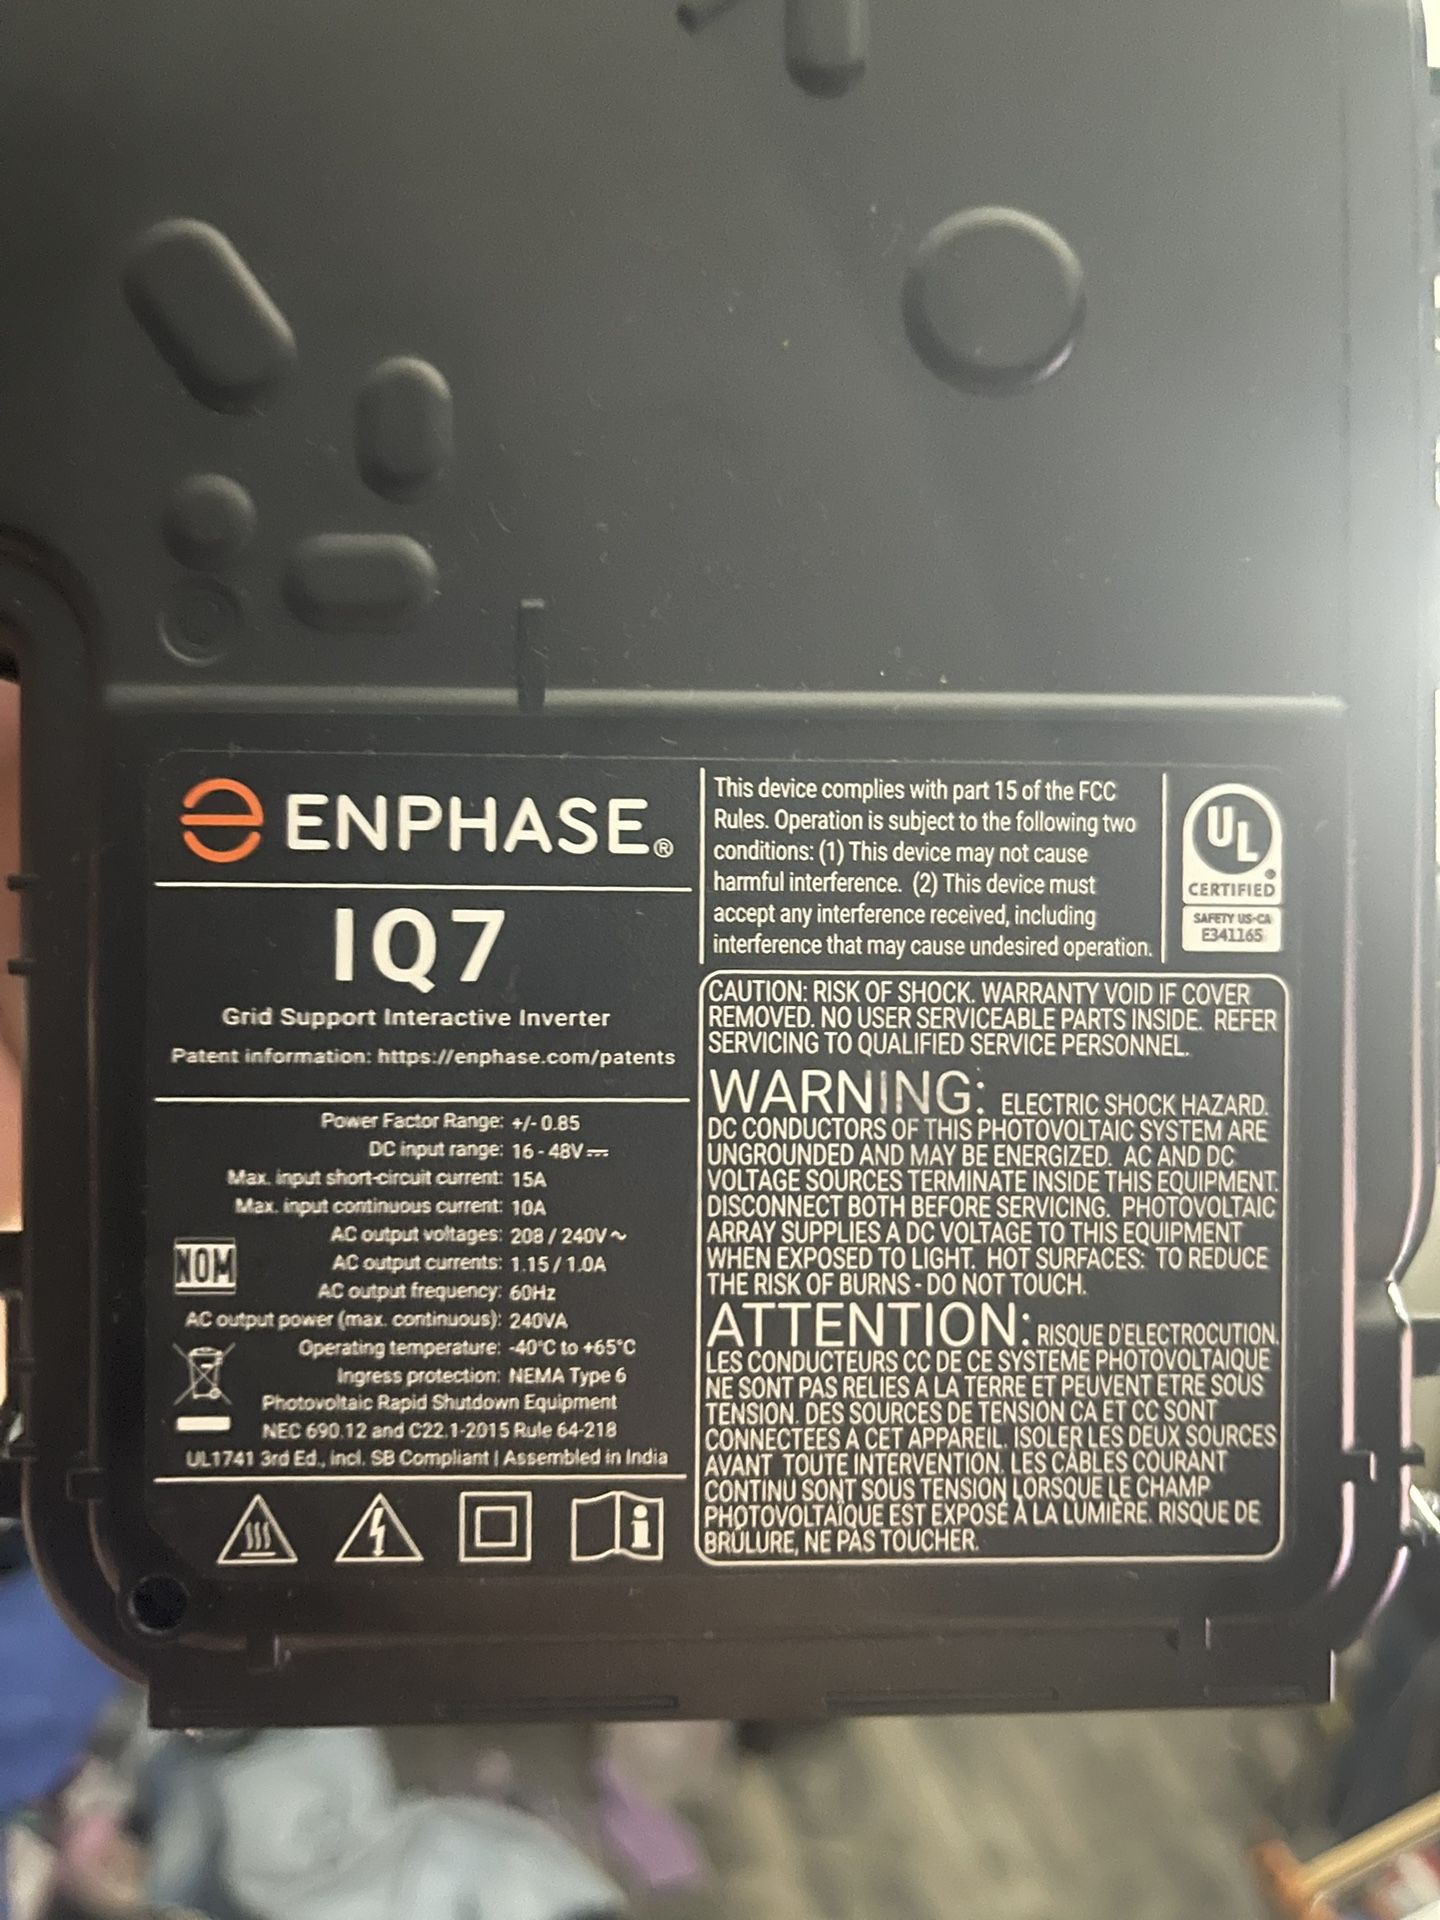 ENPHASE®
IQ7
Grid Support Interactive Inverter
Patent information: https://enphase.com/patents
Power Factor Range: +/- 0.85
DC input range: 16 - 48V⎓
Max. input short-circuit current: 15A
Max. input continuous current: 10A
AC output voltages: 208 / 240V~
AC output currents: 1.15 / 1.0A
AC output frequency: 60Hz
AC output power (max. continuous): 240VA
Operating temperature: -40°C to +65°C
Ingress protection: NEMA Type 6
Photovoltaic Rapid Shutdown Equipment
NEC 690.12 and C22.1-2015 Rule 64-218
UL1741 3rd Ed., incl. SB Compliant | Assembled in India
NOM
i
This device complies with part 15 of the FCC
Rules. Operation is subject to the following two
conditions: (1) This device may not cause
harmful interference. (2) This device must
accept any interference received, including
interference that may cause undesired operation.
UL®
CERTIFIED
SAFETY US-CA
E341165
CAUTION: RISK OF SHOCK. WARRANTY VOID IF COVER
REMOVED. NO USER SERVICEABLE PARTS INSIDE. REFER
SERVICING TO QUALIFIED SERVICE PERSONNEL.
WARNING: ELECTRIC SHOCK HAZARD.
DC CONDUCTORS OF THIS PHOTOVOLTAIC SYSTEM ARE
UNGROUNDED AND MAY BE ENERGIZED. AC AND DC
VOLTAGE SOURCES TERMINATE INSIDE THIS EQUIPMENT.
DISCONNECT BOTH BEFORE SERVICING. PHOTOVOLTAIC
ARRAY SUPPLIES A DC VOLTAGE TO THIS EQUIPMENT
WHEN EXPOSED TO LIGHT. HOT SURFACES: TO REDUCE
THE RISK OF BURNS - DO NOT TOUCH.
ATTENTION: RISQUE D'ELECTROCUTION.
LES CONDUCTEURS CC DE CE SYSTEME PHOTOVOLTAIQUE
NE SONT PAS RELIES A LA TERRE ET PEUVENT ETRE SOUS
TENSION. DES SOURCES DE TENSION CA ET CC SONT
CONNECTEES A CET APPAREIL. ISOLER LES DEUX SOURCES
AVANT TOUTE INTERVENTION. LES CÂBLES COURANT
CONTINU SONT SOUS TENSION LORSQUE LE CHAMP
PHOTOVOLTAÏQUE EST EXPOSÉ À LA LUMIÈRE. RISQUE DE
BRÛLURE, NE PAS TOUCHER.